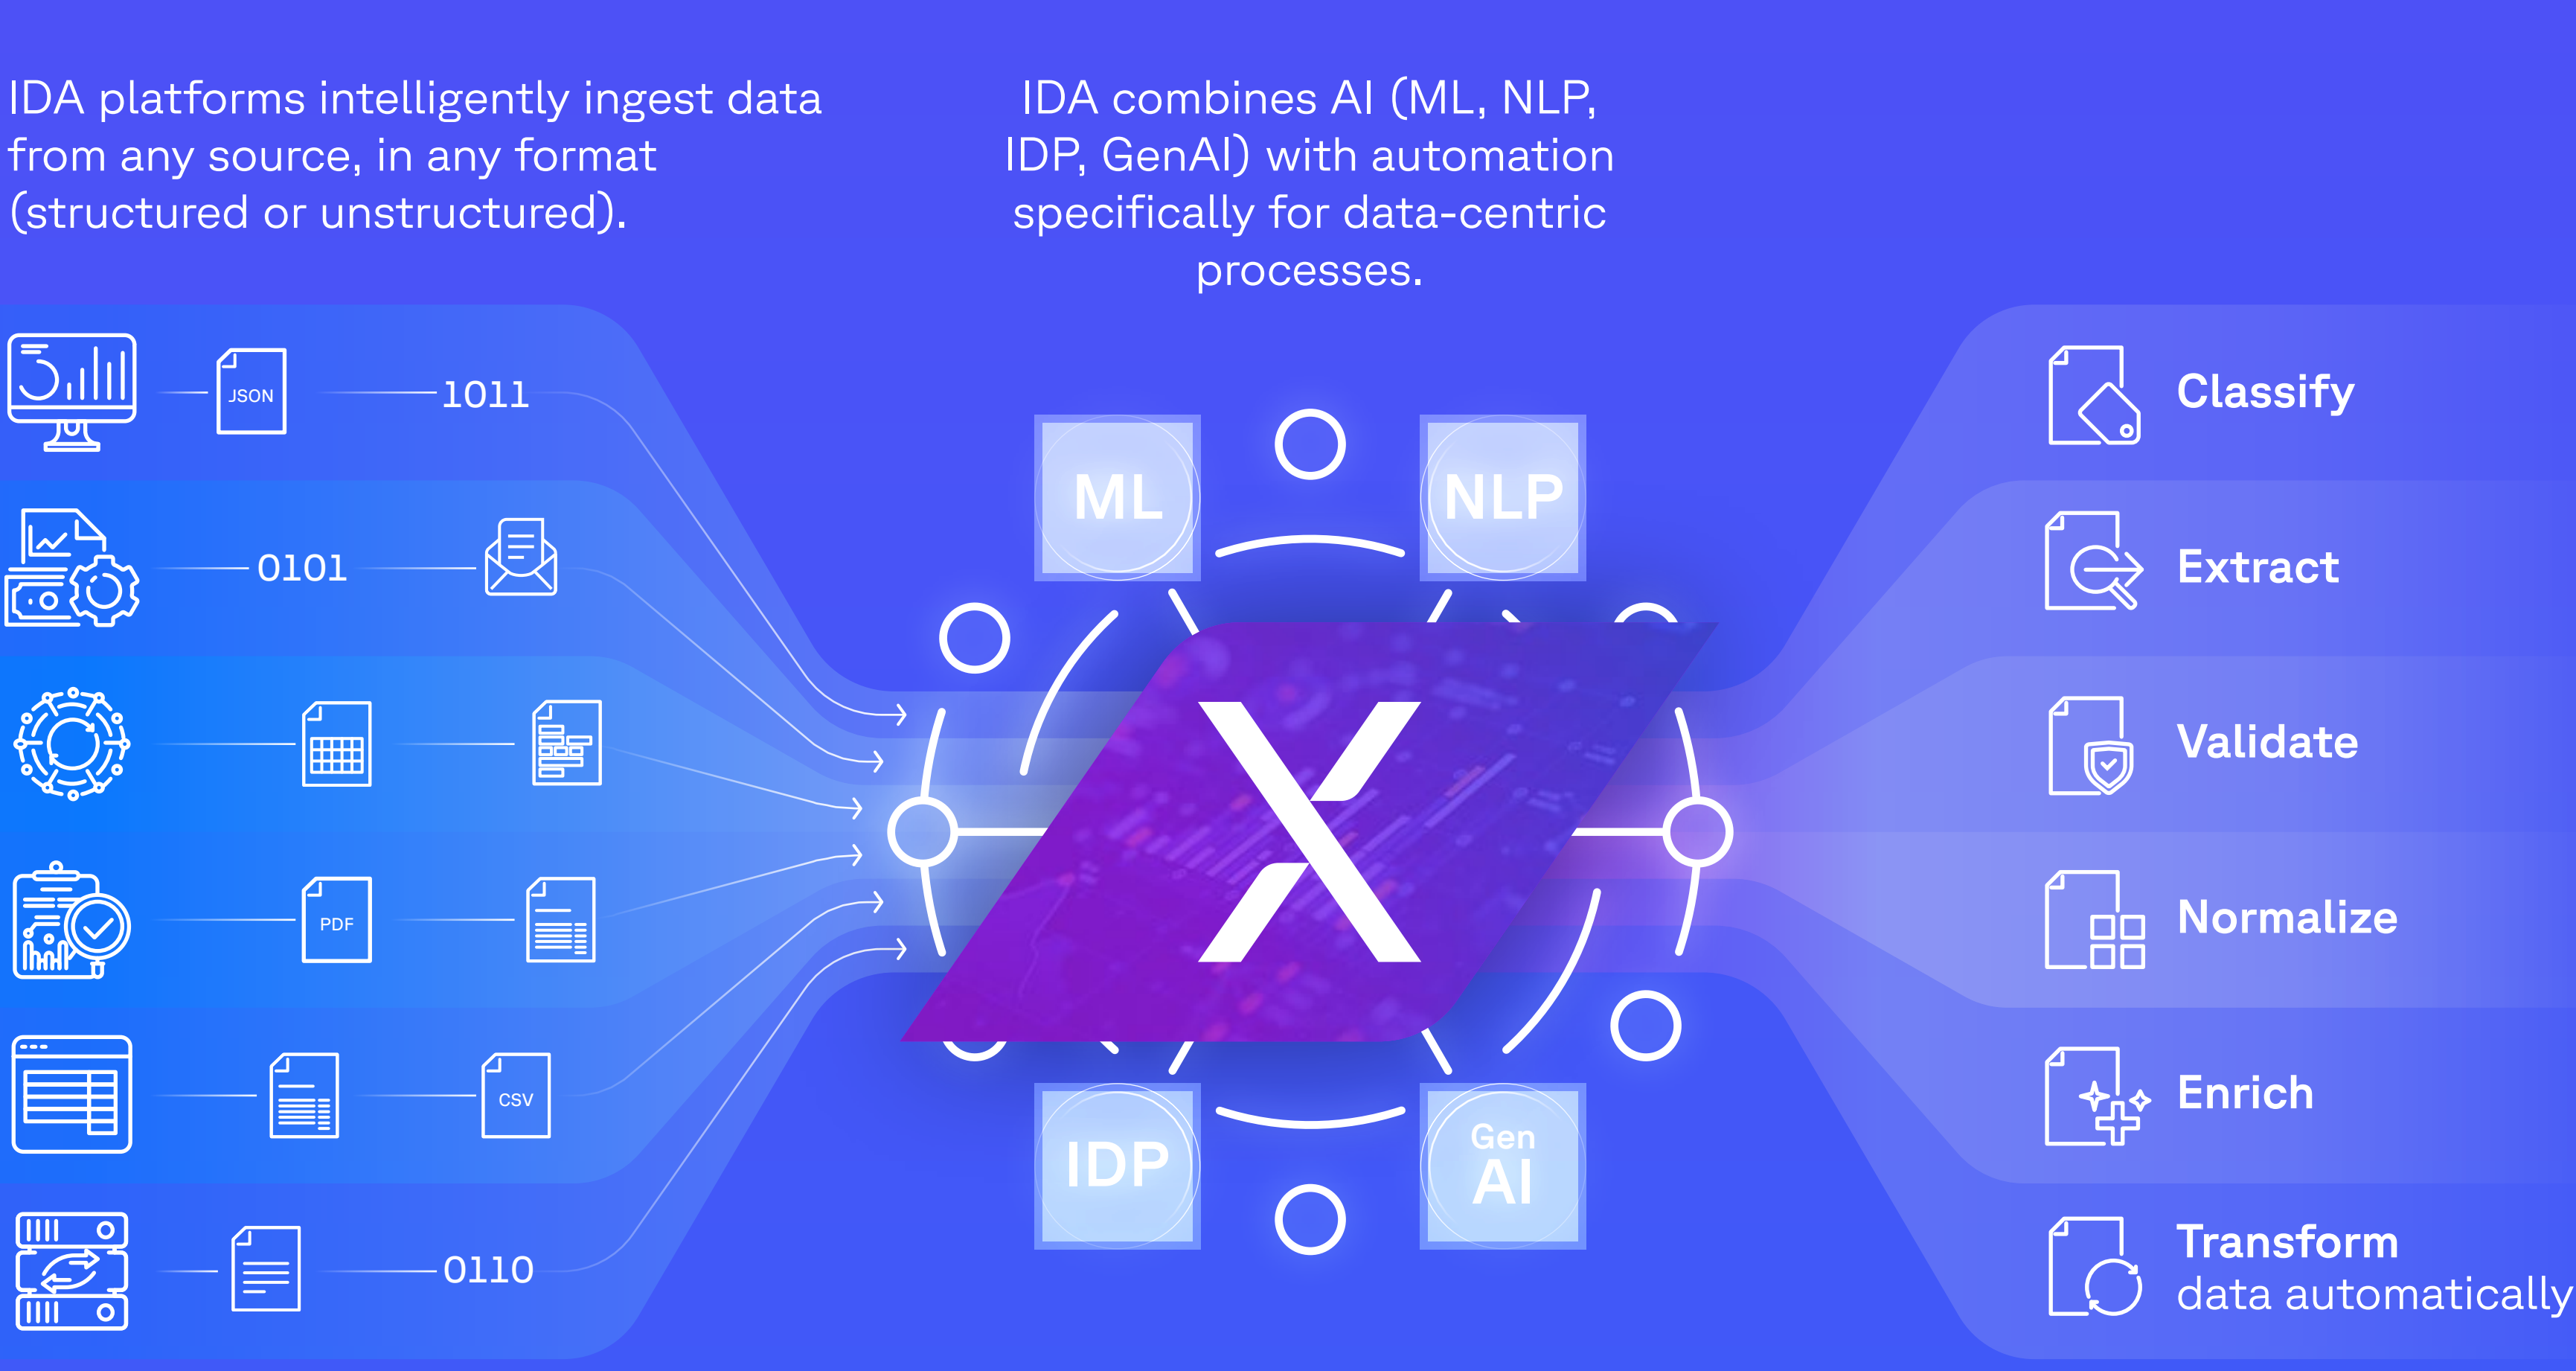 IDA platforms intelligently ingest data
from any source, in any format
(structured or unstructured).
IDA combines AI (ML, NLP,
IDP, GenAI) with automation
specifically for data-centric
processes.
JSON
1011
0101
PDF
CSV
0110
ML
NLP
X
IDP
Gen
AI
Classify
Extract
Validate
Normalize
Enrich
Transform
data automatically